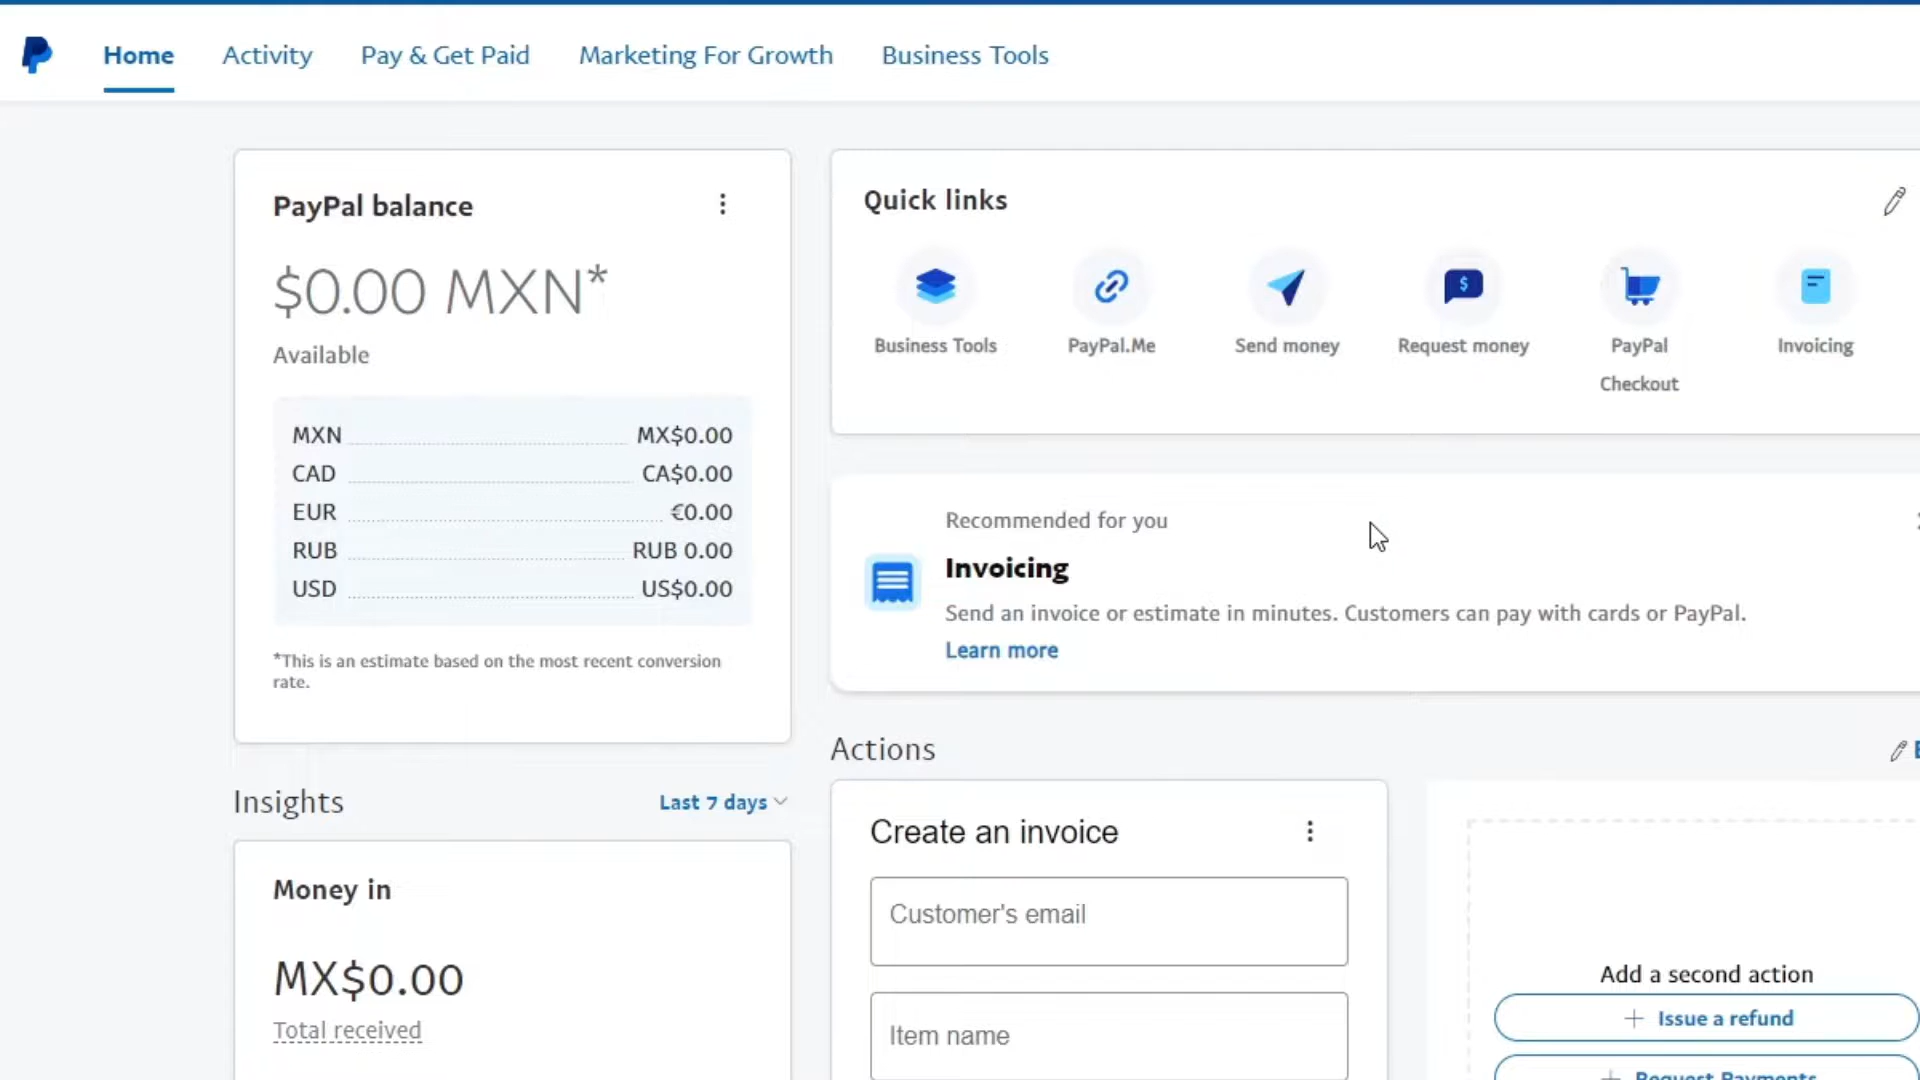 Home
Activity
Pay & Get Paid
Marketing For Growth
Business Tools
PayPal balance
$0.00 MXN*
Available
MXN MX$0.00
CAD CA$0.00
EUR €0.00
RUB RUB 0.00
USD US$0.00
*This is an estimate based on the most recent conversion
rate.
Insights
Last 7 days
Money in
MX$0.00
Total received
Quick links
Business Tools
PayPal.Me
Send money
Request money
PayPal
Checkout
Invoicing
Recommended for you
Invoicing
Send an invoice or estimate in minutes. Customers can pay with cards or PayPal.
Learn more
Actions
Create an invoice
Customer's email
Item name
Add a second action
Issue a refund
Request Payments